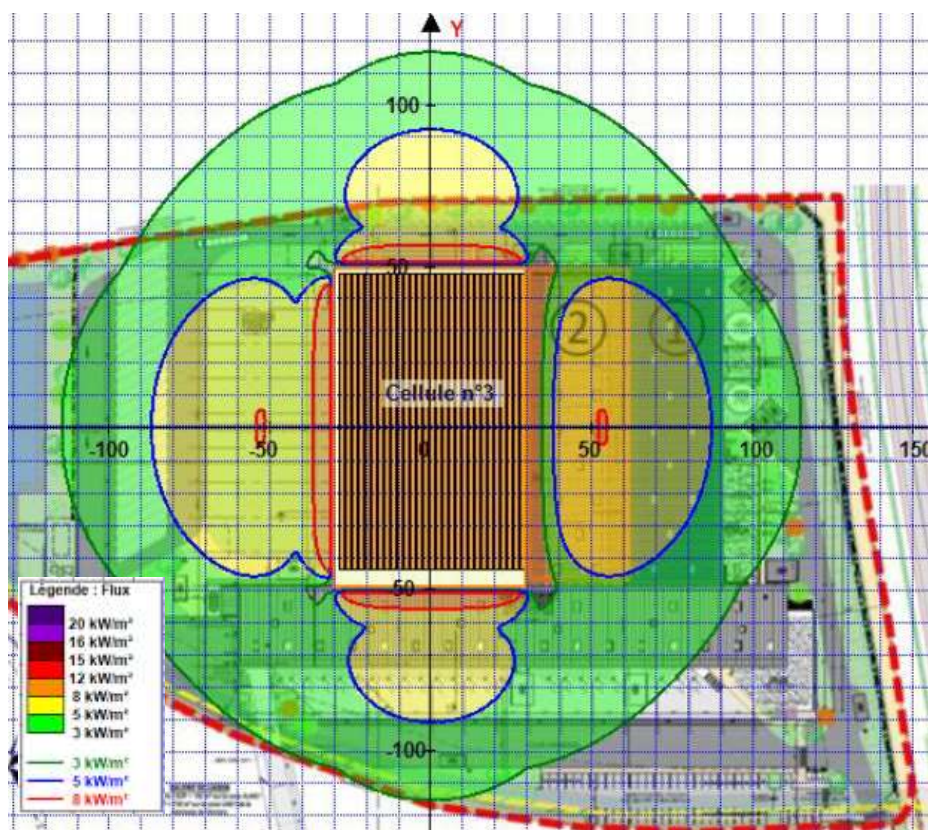 Y
100
50
2
1
Cellule n°3
-100
-50
0
50
100
150
50
-100
Légende : Flux
20 kW/m²
16 kW/m²
15 kW/m²
12 kW/m²
8 kW/m²
5 kW/m²
3 kW/m²
3 kW/m²
5 kW/m²
8 kW/m²